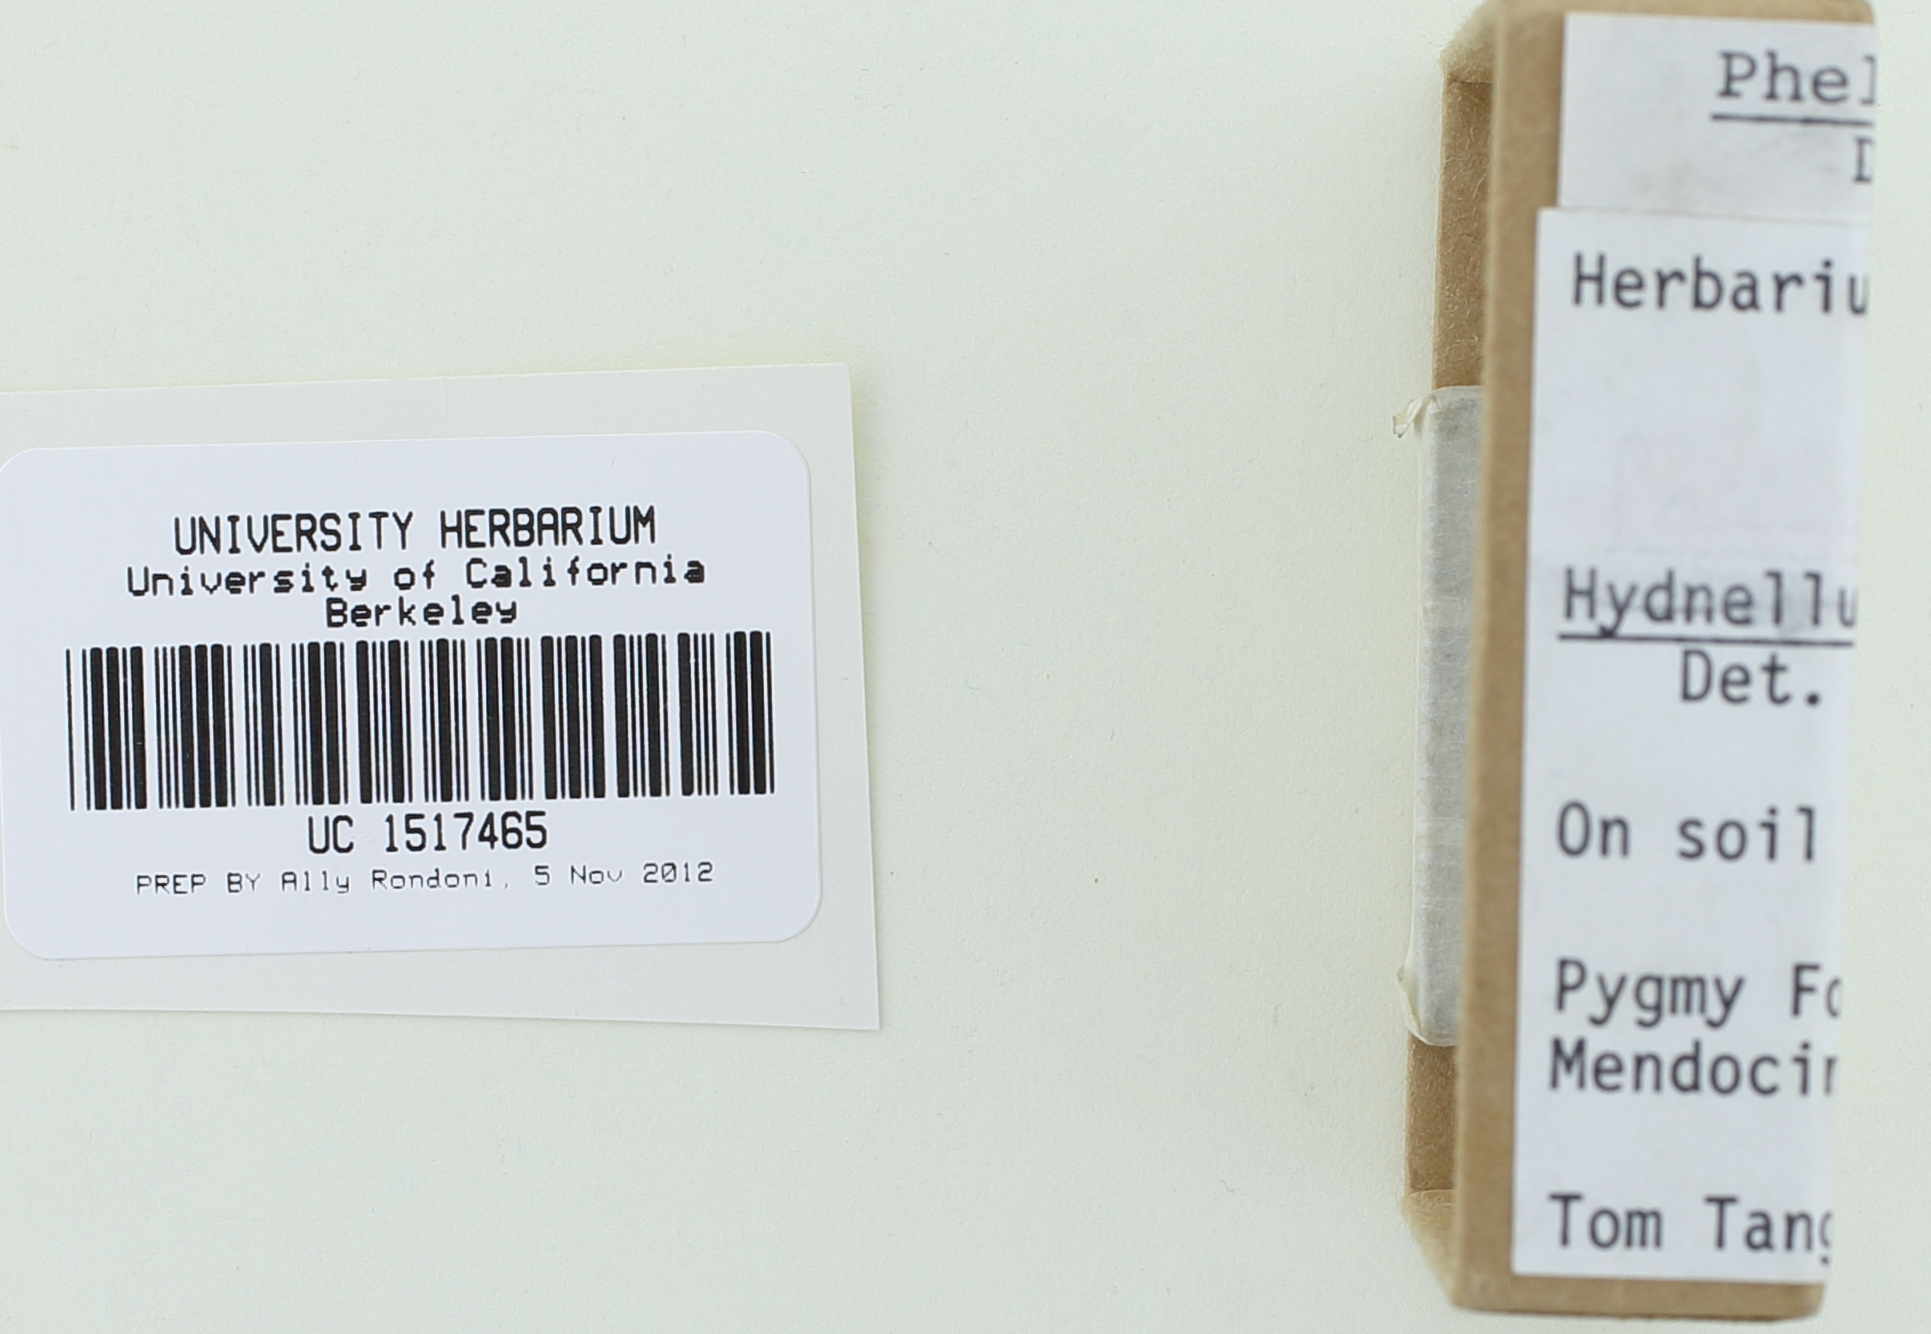 UNIVERSITY HERBARIUM
University of California
Berkeley
UC 1517465
PREP BY Ally Rondoni, 5 Nov 2012
Phel
D
Herbariu
Hydnellu
Det.
On soil
Pygmy Fo
Mendocin
Tom Tang